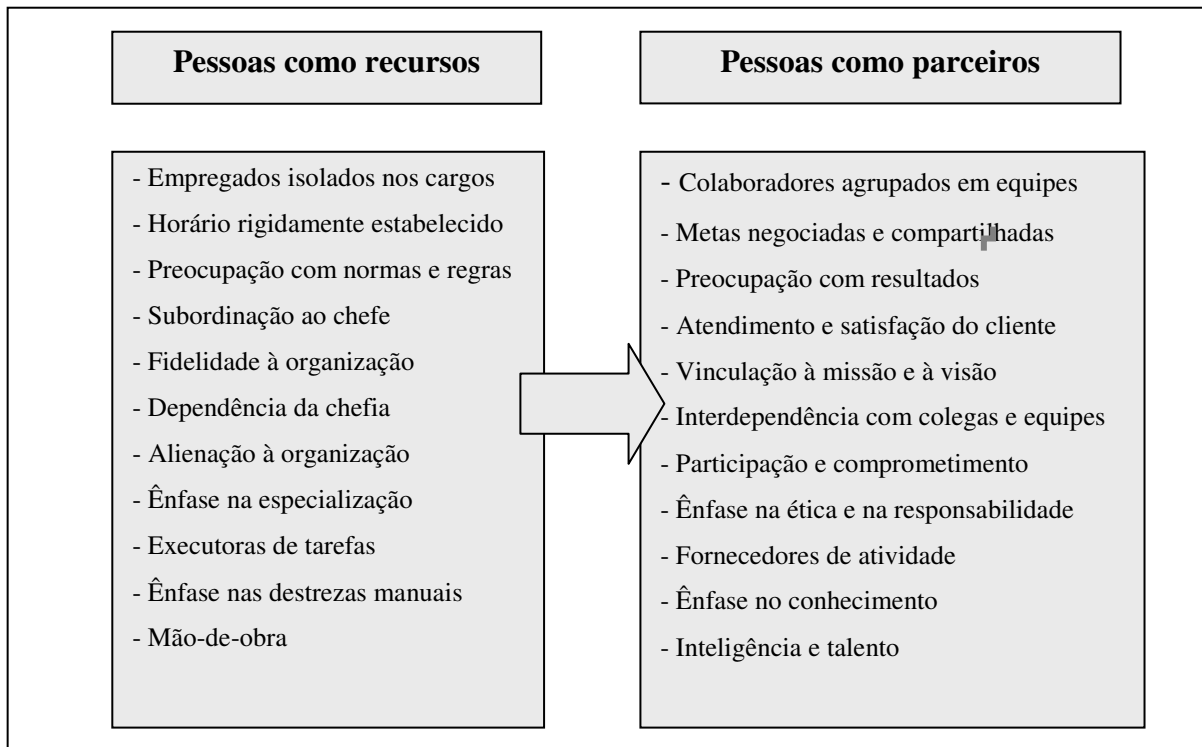 Pessoas como recursos
- Empregados isolados nos cargos
- Horário rigidamente estabelecido
- Preocupação com normas e regras
- Subordinação ao chefe
- Fidelidade à organização
- Dependência da chefia
- Alienação à organização
- Ênfase na especialização
- Executoras de tarefas
- Ênfase nas destrezas manuais
- Mão-de-obra
Pessoas como parceiros
- Colaboradores agrupados em equipes
- Metas negociadas e compartilhadas
- Preocupação com resultados
- Atendimento e satisfação do cliente
- Vinculação à missão e à visão
- Interdependência com colegas e equipes
- Participação e comprometimento
- Ênfase na ética e na responsabilidade
- Fornecedores de atividade
- Ênfase no conhecimento
- Inteligência e talento